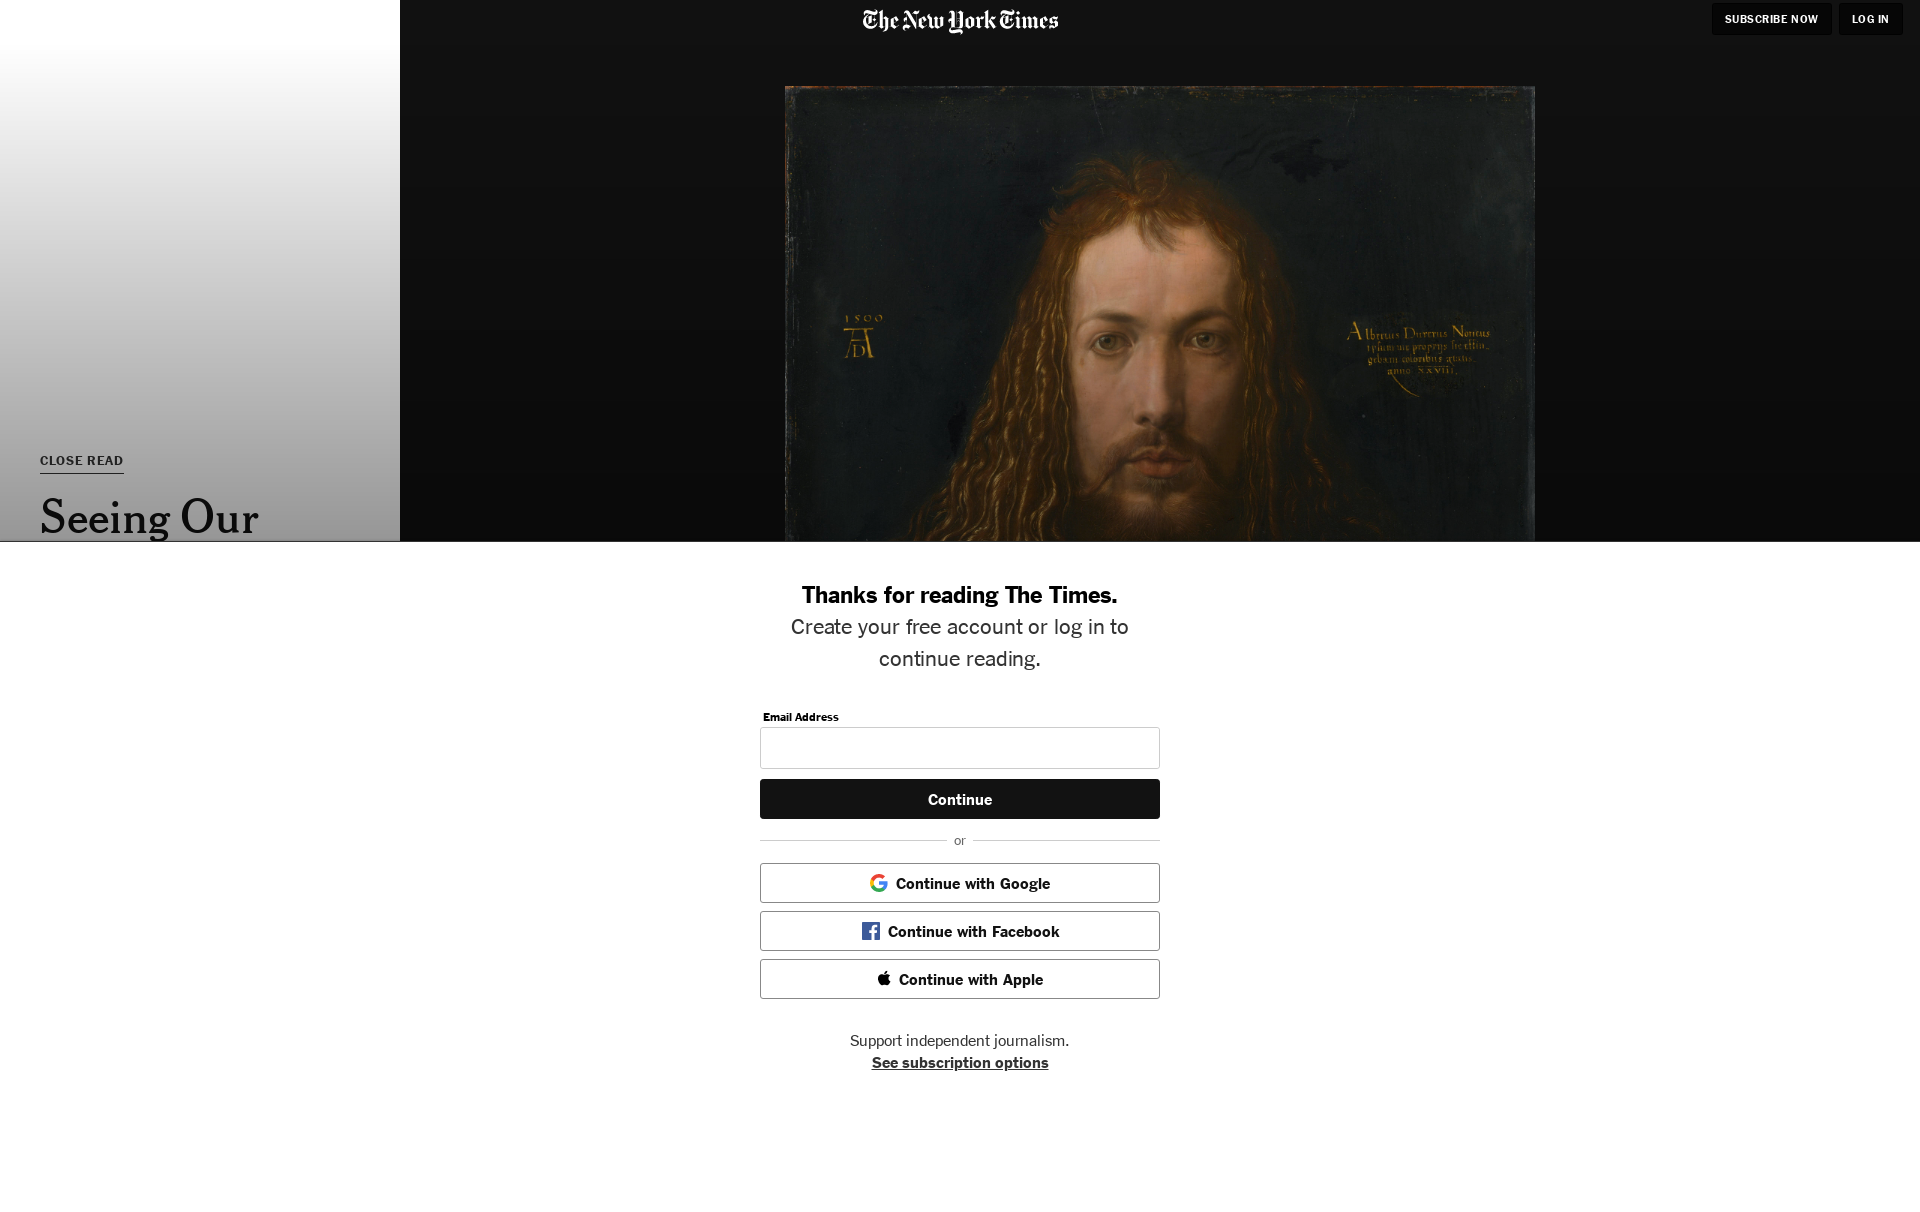 The New York Times
SUBSCRIBE NOW
LOG IN
1500
AD
Albertus Durerus Noricus
anno XXVIII.
CLOSE READ
Seeing Our
Thanks for reading The Times.
Create your free account or log in to
continue reading.
Email Address
Continue
or
Continue with Google
Continue with Facebook
Continue with Apple
Support independent journalism.
See subscription options